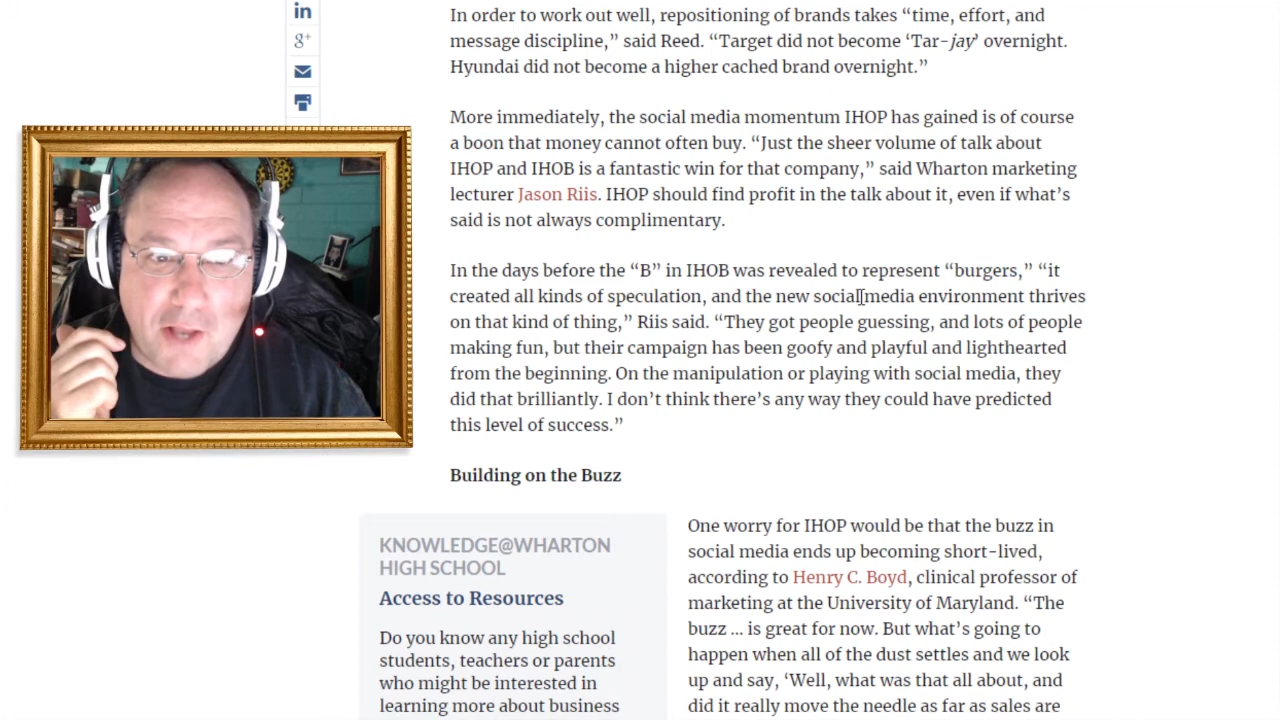 In order to work out well, repositioning of brands takes “time, effort, and
message discipline,” said Reed. “Target did not become ‘Tar-jay’ overnight.
Hyundai did not become a higher cached brand overnight.”
More immediately, the social media momentum IHOP has gained is of course
a boon that money cannot often buy. “Just the sheer volume of talk about
IHOP and IHOB is a fantastic win for that company,” said Wharton marketing
lecturer Jason Riis. IHOP should find profit in the talk about it, even if what’s
said is not always complimentary.
In the days before the “B” in IHOB was revealed to represent “burgers,” “it
created all kinds of speculation, and the new social media environment thrives
on that kind of thing,” Riis said. “They got people guessing, and lots of people
making fun, but their campaign has been goofy and playful and lighthearted
from the beginning. On the manipulation or playing with social media, they
did that brilliantly. I don’t think there’s any way they could have predicted
this level of success.”
Building on the Buzz
KNOWLEDGE@WHARTON
HIGH SCHOOL
Access to Resources
Do you know any high school
students, teachers or parents
who might be interested in
learning more about business
One worry for IHOP would be that the buzz in
social media ends up becoming short-lived,
according to Henry C. Boyd, clinical professor of
marketing at the University of Maryland. “The
buzz … is great for now. But what’s going to
happen when all of the dust settles and we look
up and say, ‘Well, what was that all about, and
did it really move the needle as far as sales are
in
g+